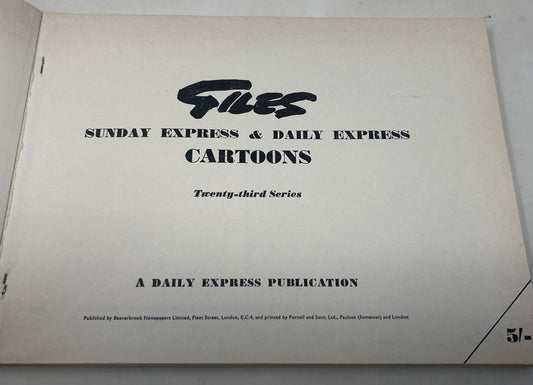 GILES
SUNDAY EXPRESS & DAILY EXPRESS
CARTOONS
Twenty-third Series
A DAILY EXPRESS PUBLICATION
Published by Beaverbrook Newspapers Limited, Fleet Street, London, E.C.4, and printed by Purnell and Sons, Ltd., Paulton (Somerset) and London
5/-